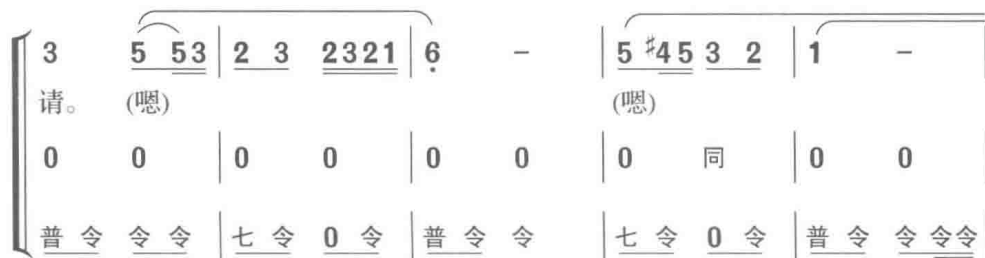 3 5 53 | 2 3 2321 | 6̣ - | 5 ♯45 3 2 | 1 -
请。 (嗯) (嗯)
0 0 | 0 0 | 0 0 | 0 同 | 0 0
普 令 令 令 | 七 令 0 令 | 普 令 令 | 七 令 0 令 | 普 令 令 令令